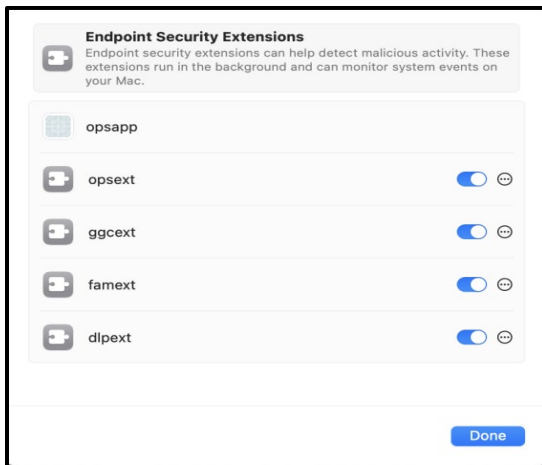 Endpoint Security Extensions
Endpoint security extensions can help detect malicious activity. These
extensions run in the background and can monitor system events on
your Mac.
opsapp
opsext
ggcext
famext
dlpext
Done